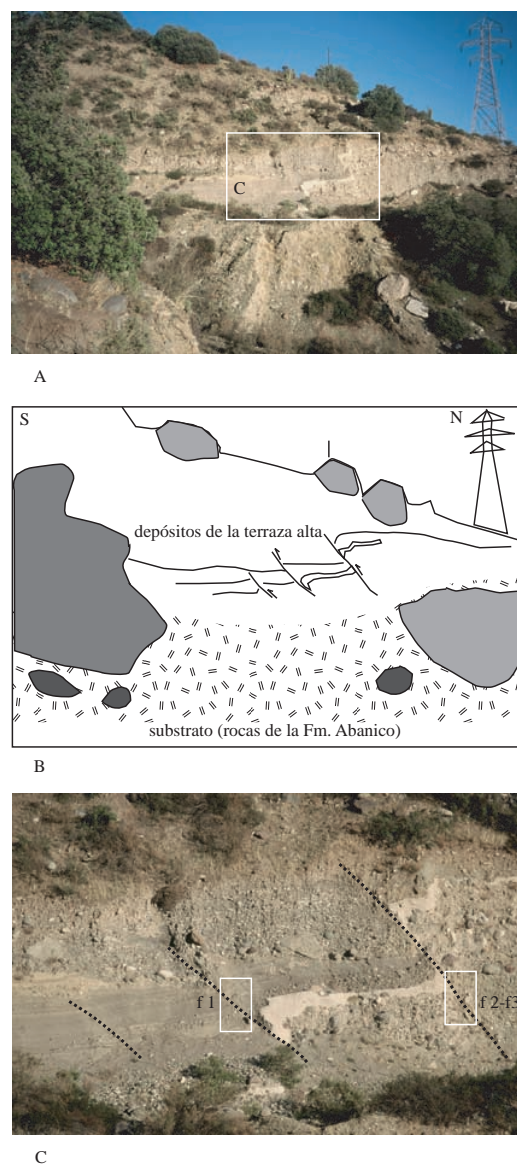 C
A
S
N
depósitos de la terraza alta
substrato (rocas de la Fm. Abanico)
B
f 1
f 2-f3
C